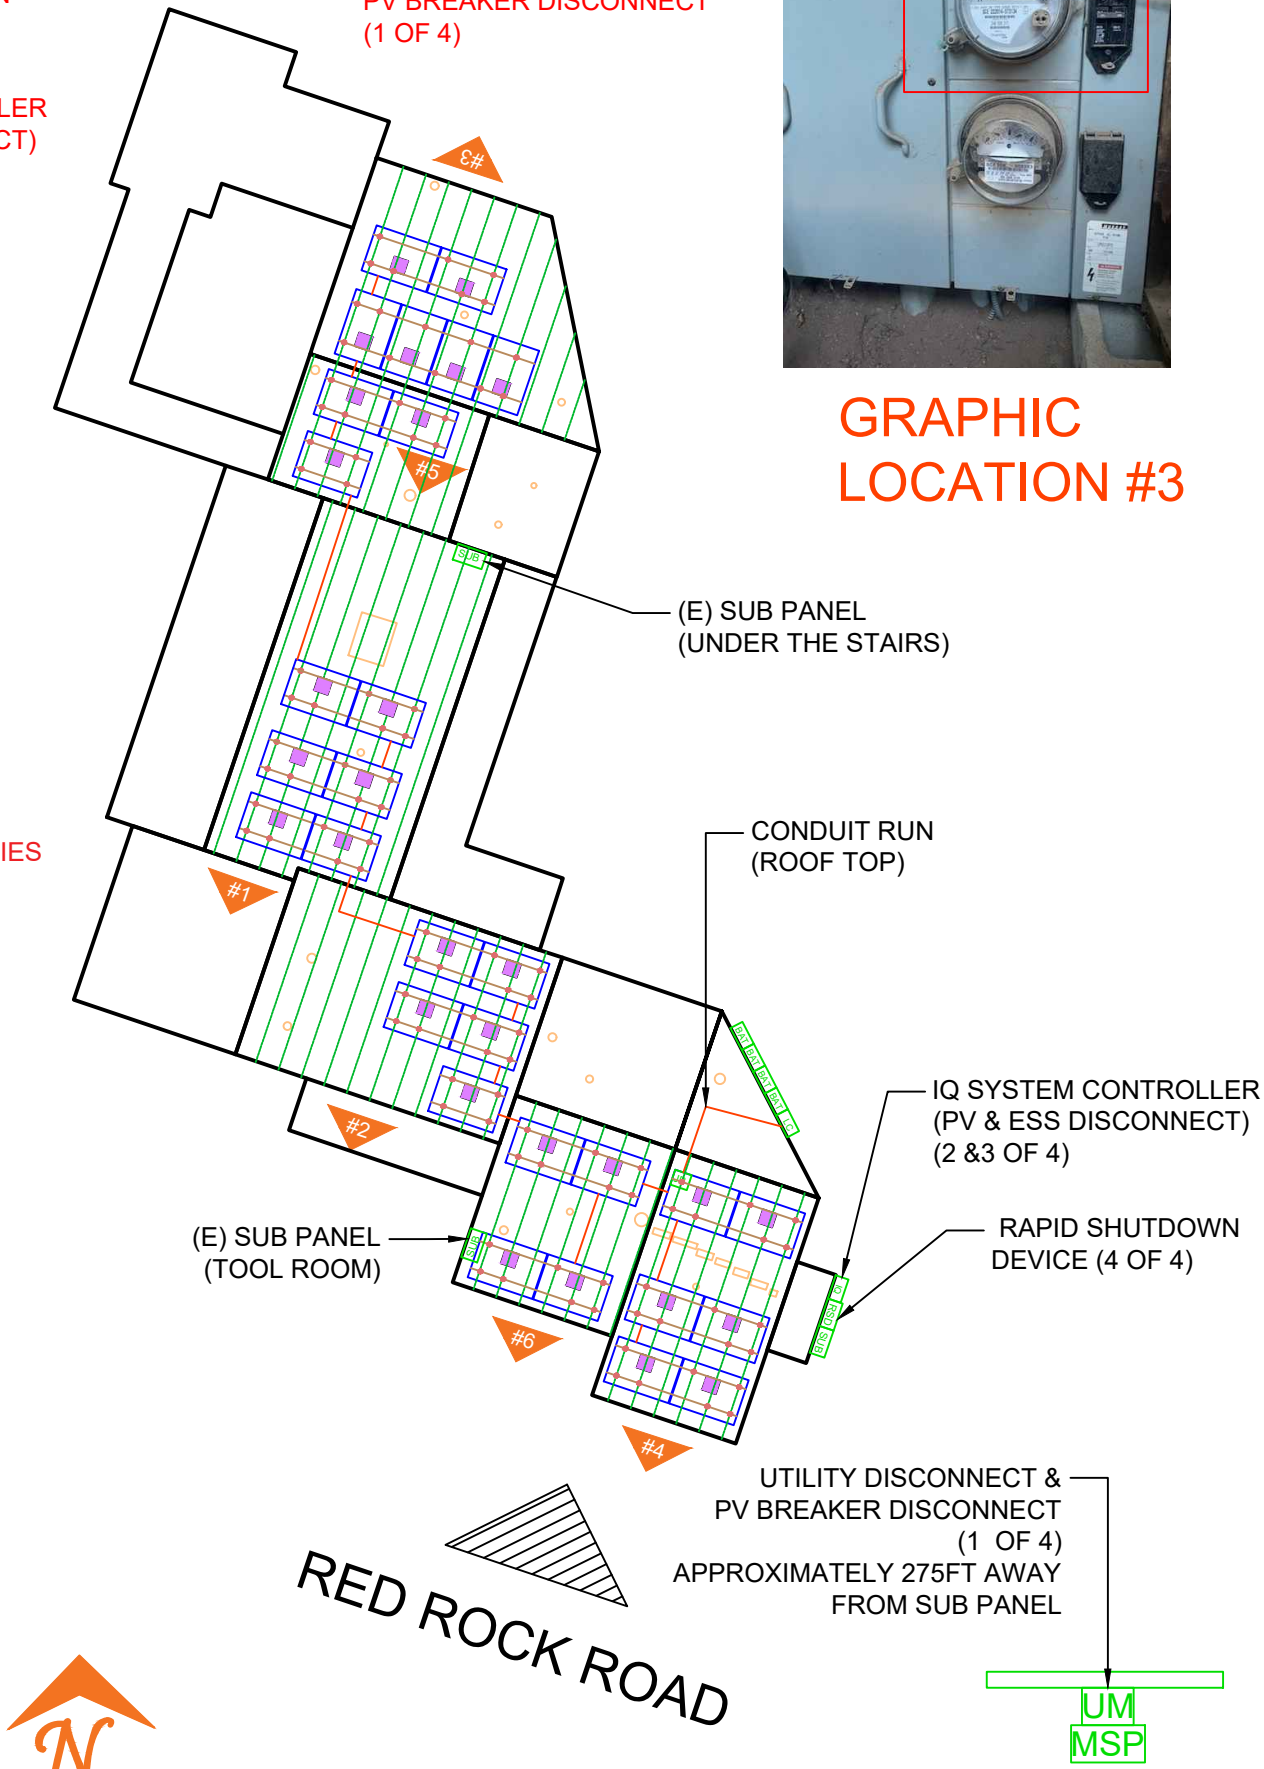 PV BREAKER DISCONNECT
(1 OF 4)
LER
CT)
#3
GRAPHIC
LOCATION #3
#5
SUB
(E) SUB PANEL
(UNDER THE STAIRS)
CONDUIT RUN
(ROOF TOP)
IES
#1
BAT BAT BAT BAT LC
IQ SYSTEM CONTROLLER
(PV & ESS DISCONNECT)
(2 &3 OF 4)
#2
RAPID SHUTDOWN
DEVICE (4 OF 4)
(E) SUB PANEL
(TOOL ROOM)
SUB
IQ RSD SUB
#6
#4
UTILITY DISCONNECT &
PV BREAKER DISCONNECT
(1 OF 4)
APPROXIMATELY 275FT AWAY
FROM SUB PANEL
RED ROCK ROAD
UM
MSP
N